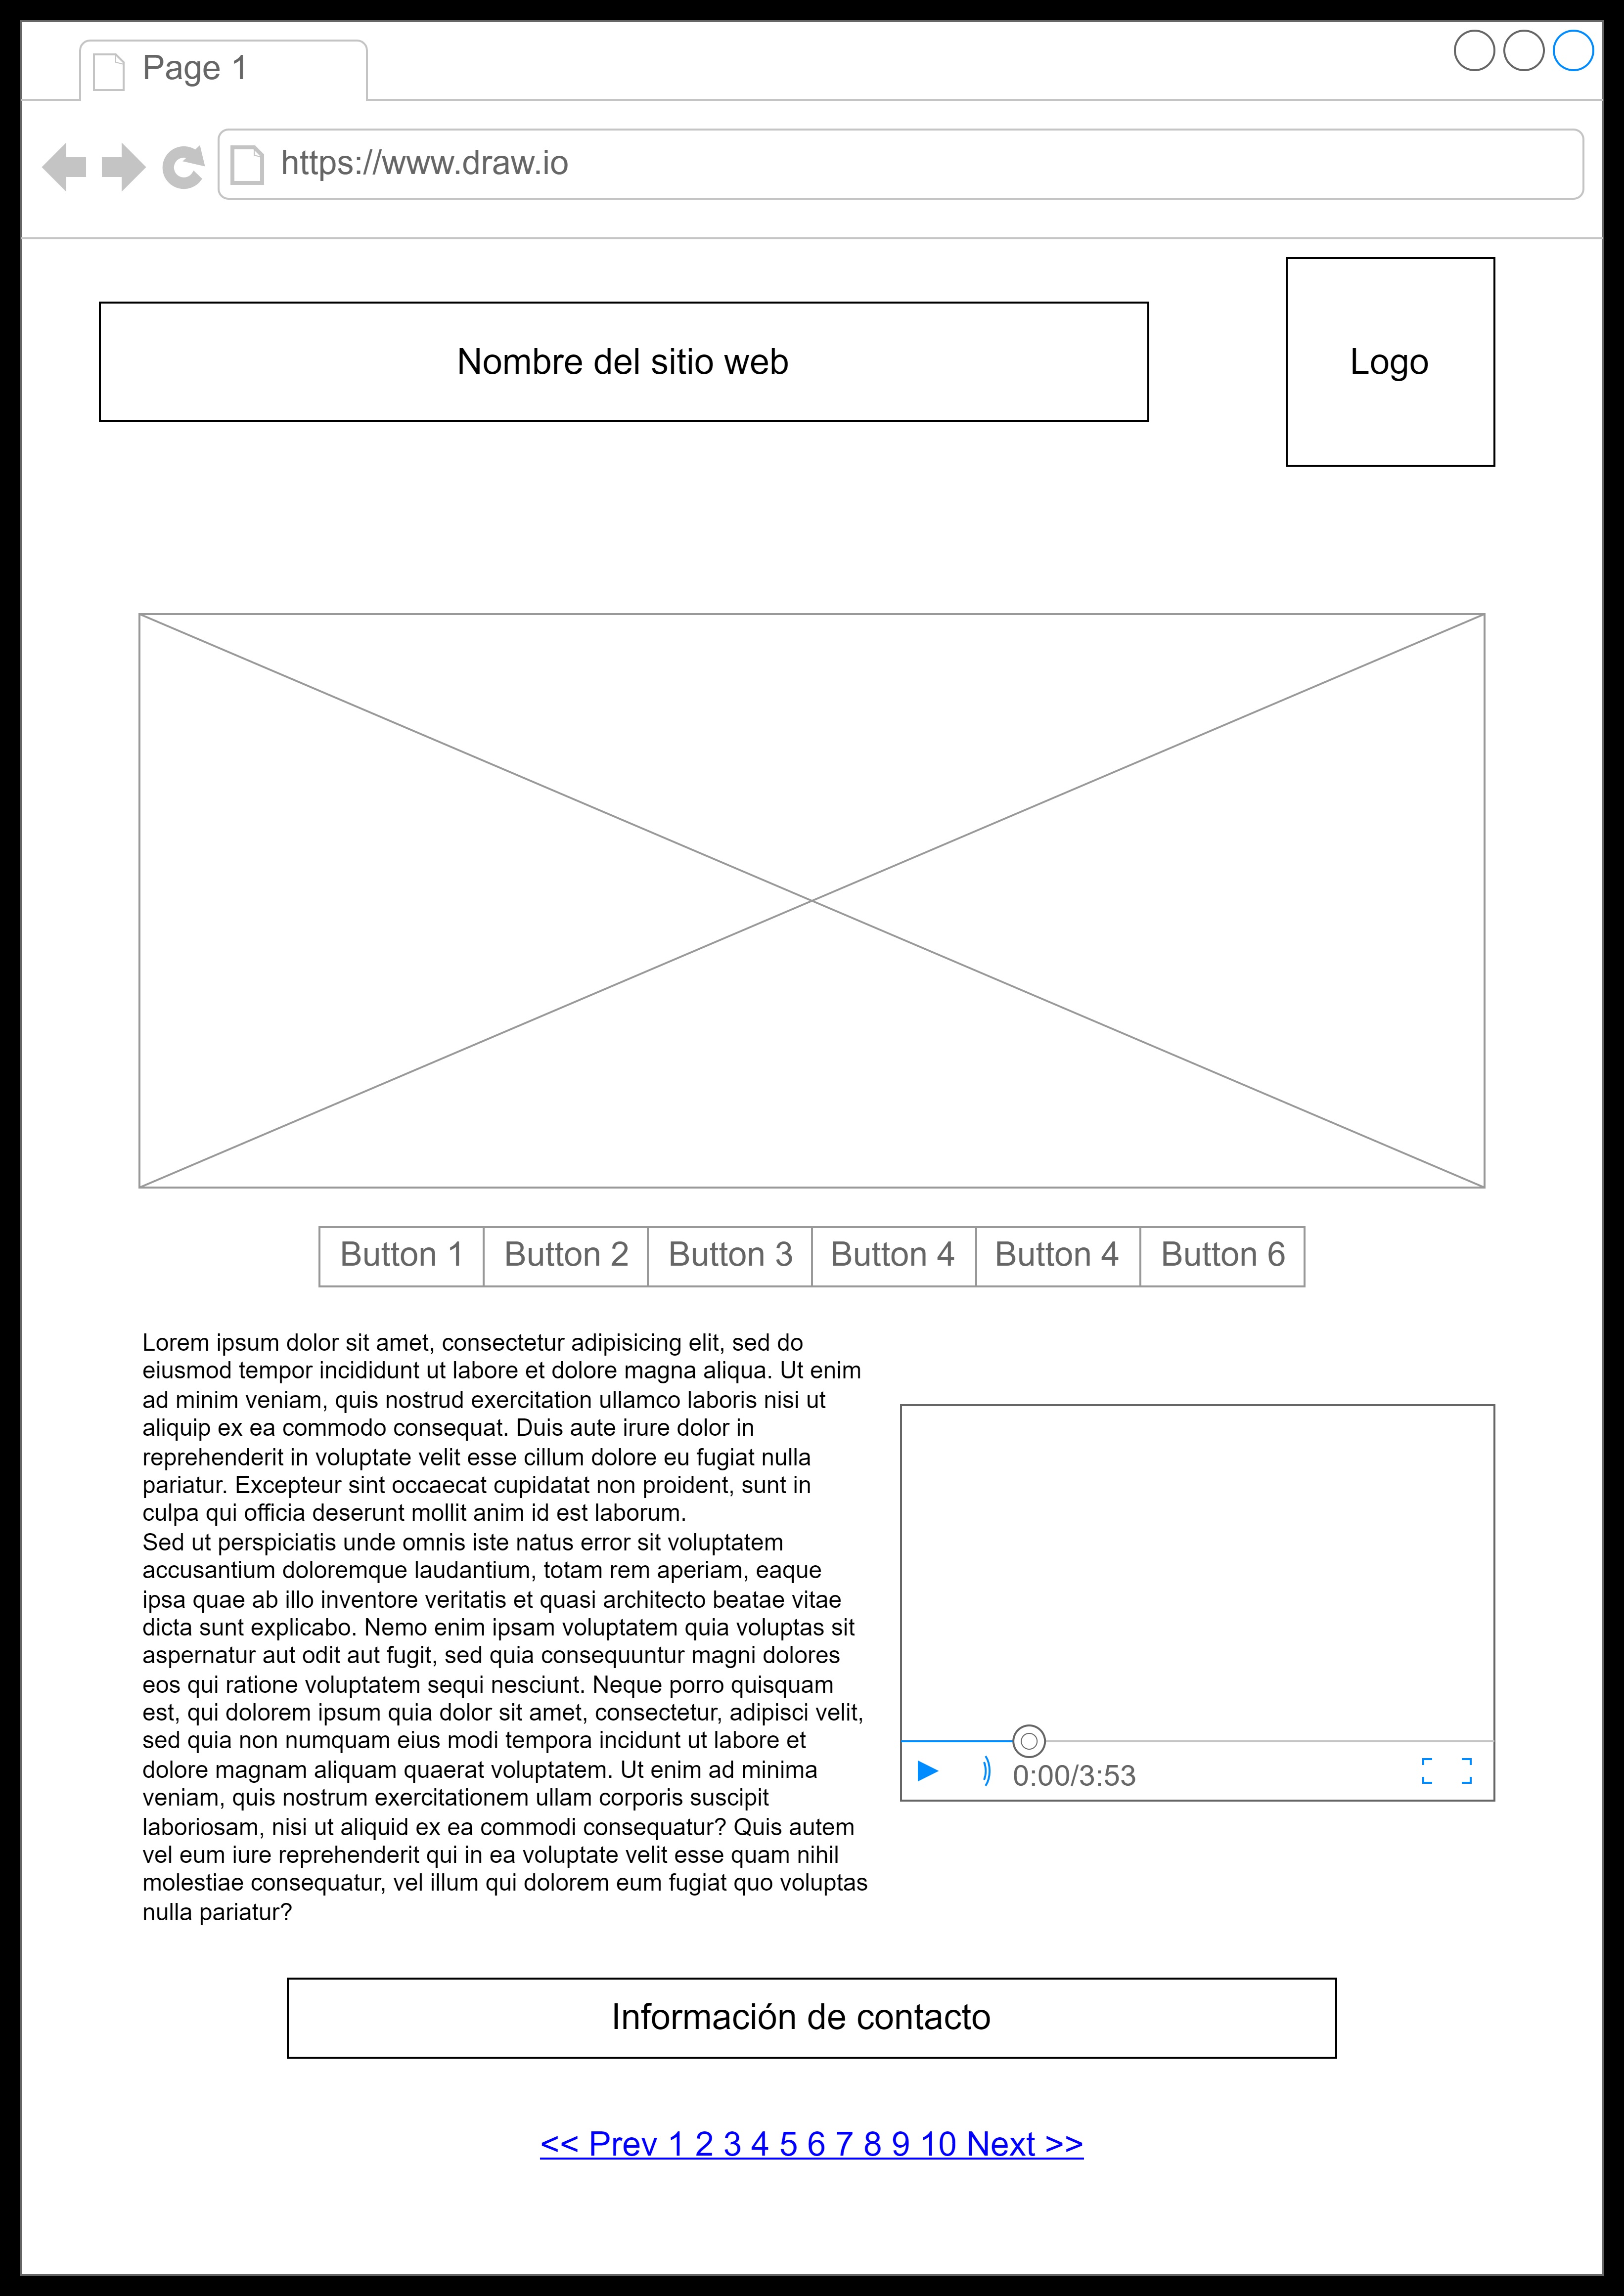 Page 1
https://www.draw.io
Nombre del sitio web
Logo
Button 1 Button 2 Button 3 Button 4 Button 4 Button 6
Lorem ipsum dolor sit amet, consectetur adipisicing elit, sed do
eiusmod tempor incididunt ut labore et dolore magna aliqua. Ut enim
ad minim veniam, quis nostrud exercitation ullamco laboris nisi ut
aliquip ex ea commodo consequat. Duis aute irure dolor in
reprehenderit in voluptate velit esse cillum dolore eu fugiat nulla
pariatur. Excepteur sint occaecat cupidatat non proident, sunt in
culpa qui officia deserunt mollit anim id est laborum.
Sed ut perspiciatis unde omnis iste natus error sit voluptatem
accusantium doloremque laudantium, totam rem aperiam, eaque
ipsa quae ab illo inventore veritatis et quasi architecto beatae vitae
dicta sunt explicabo. Nemo enim ipsam voluptatem quia voluptas sit
aspernatur aut odit aut fugit, sed quia consequuntur magni dolores
eos qui ratione voluptatem sequi nesciunt. Neque porro quisquam
est, qui dolorem ipsum quia dolor sit amet, consectetur, adipisci velit,
sed quia non numquam eius modi tempora incidunt ut labore et
dolore magnam aliquam quaerat voluptatem. Ut enim ad minima
veniam, quis nostrum exercitationem ullam corporis suscipit
laboriosam, nisi ut aliquid ex ea commodi consequatur? Quis autem
vel eum iure reprehenderit qui in ea voluptate velit esse quam nihil
molestiae consequatur, vel illum qui dolorem eum fugiat quo voluptas
nulla pariatur?
0:00/3:53
Información de contacto
<< Prev 1 2 3 4 5 6 7 8 9 10 Next >>